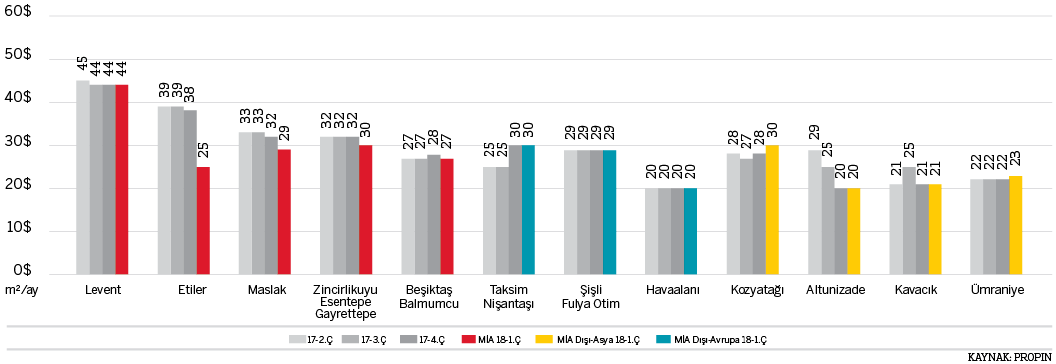 60$
50$
40$
30$
20$
10$
0$
m²/ay
45 44 44 44
39 39 38 25
33 33 32 29
32 32 32 30
27 27 28 27
25 25 30 30
29 29 29 29
20 20 20 20
28 27 28 30
29 25 20 20
21 25 21 21
22 22 22 23
Levent
Etiler
Maslak
Zincirlikuyu
Esentepe
Gayrettepe
Beşiktaş
Balmumcu
Taksim
Nişantaşı
Şişli
Fulya Otim
Havaalanı
Kozyatağı
Altunizade
Kavacık
Ümraniye
17-2.Ç 17-3.Ç 17-4.Ç MİA 18-1.Ç MİA Dışı-Asya 18-1.Ç MİA Dışı-Avrupa 18-1.Ç
KAYNAK: PROPIN